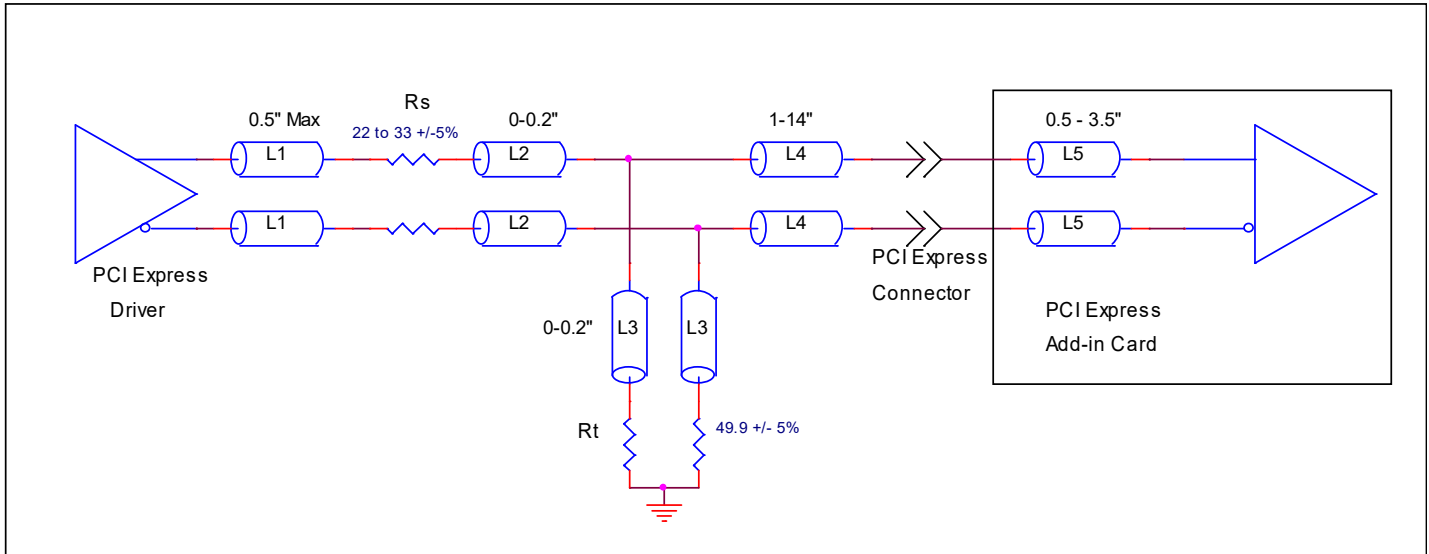 Rs
0.5" Max
22 to 33 +/-5%
0-0.2"
1-14"
0.5 - 3.5"
L1
L2
L4
L5
L1
L2
L4
L5
PCI Express
Driver
PCI Express
Connector
PCI Express
Add-in Card
0-0.2"
L3
L3
Rt
49.9 +/- 5%